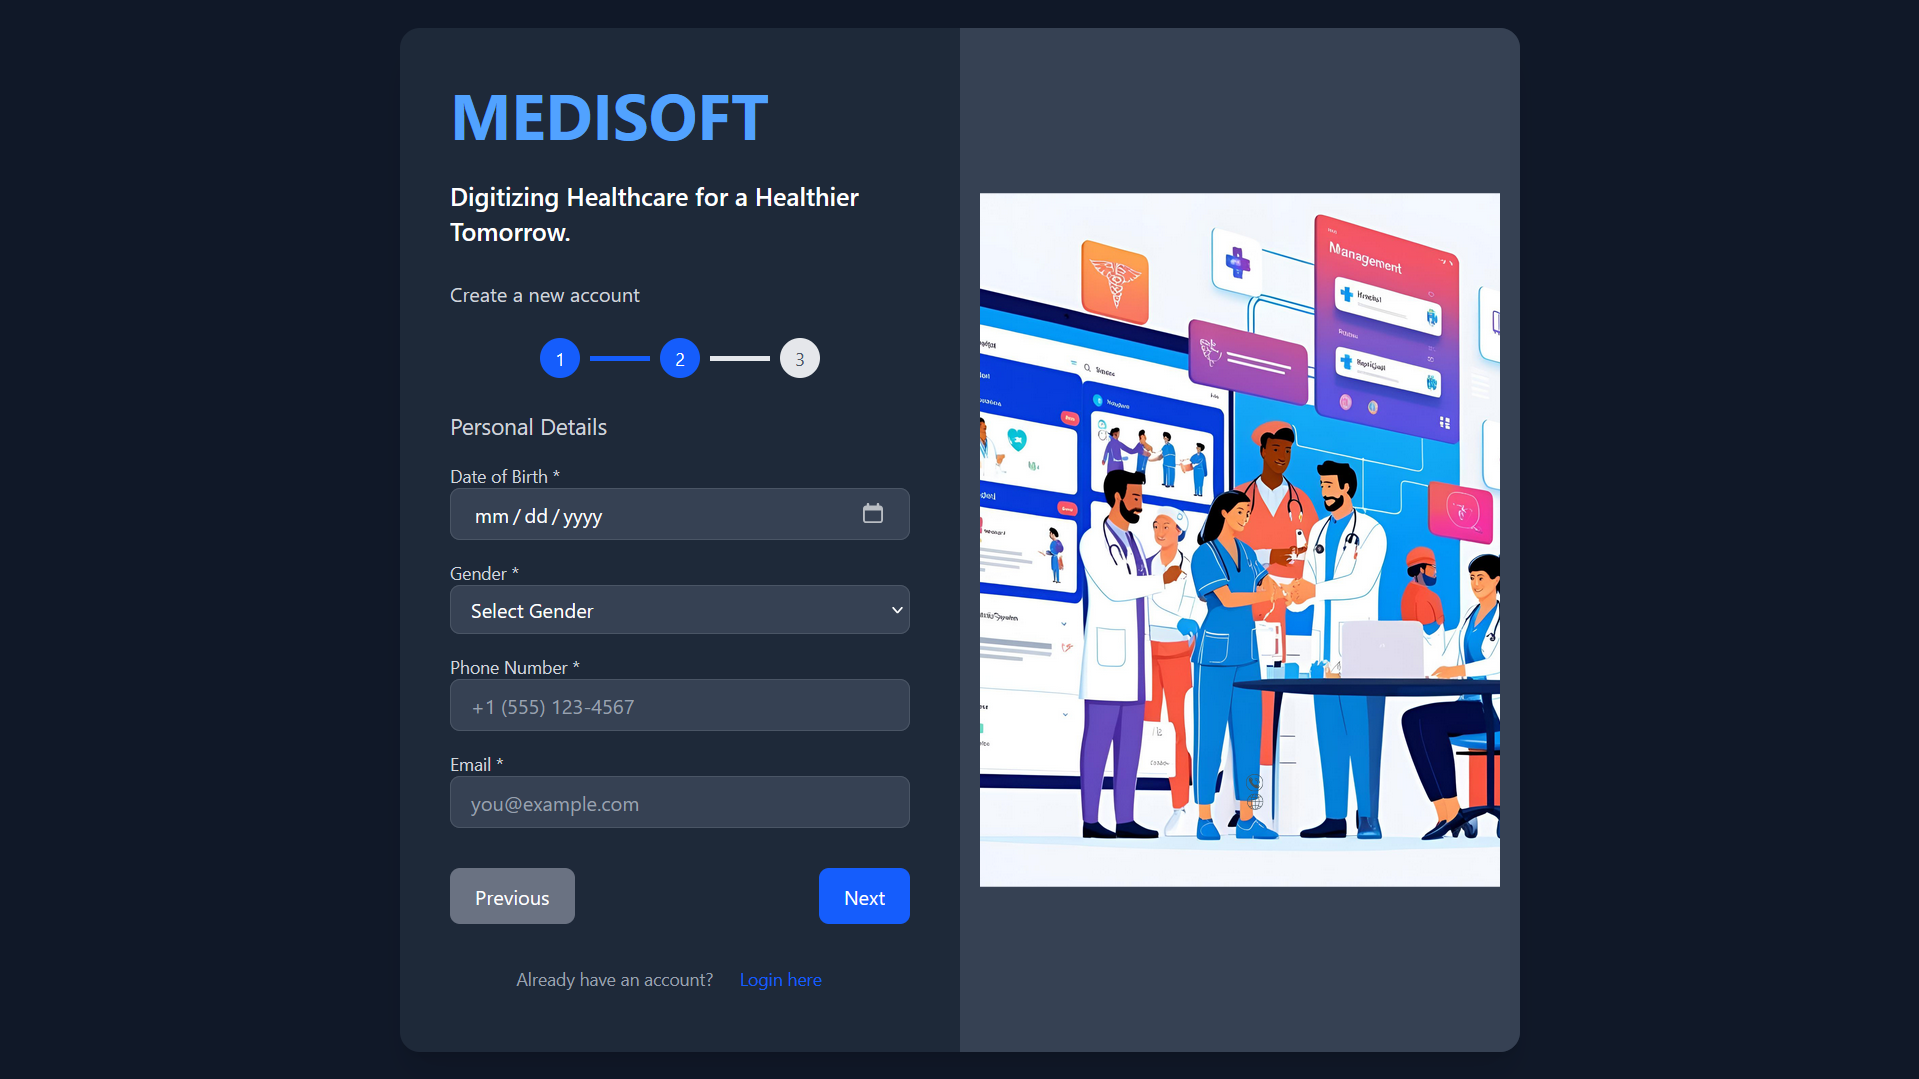 MEDISOFT
Digitizing Healthcare for a Healthier
Tomorrow.
Create a new account
1
2
3
Personal Details
Date of Birth *
mm/dd/yyyy
Gender *
Select Gender
Phone Number *
+1 (555) 123-4567
Email *
you@example.com
Previous
Next
Already have an account? Login here
Management